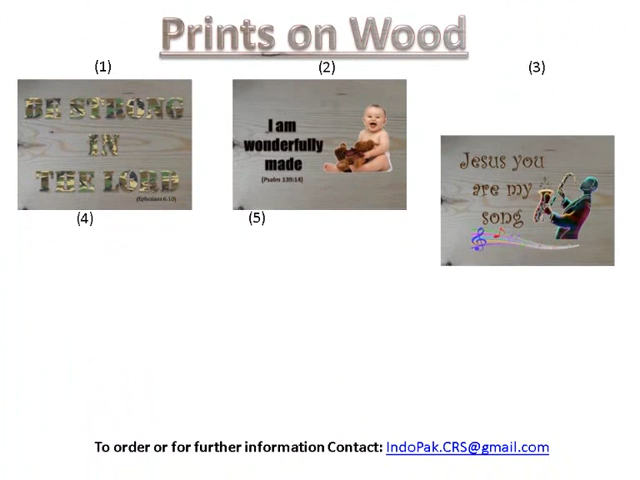 Prints on Wood
(1)
(2)
(3)
BE STRONG
IN
THE LORD
(Ephesians 6:10)
I am
wonderfully
made
(Psalm 139:14)
Jesus you
are my
song
(4)
(5)
To order or for further information Contact: IndoPak.CRS@gmail.com